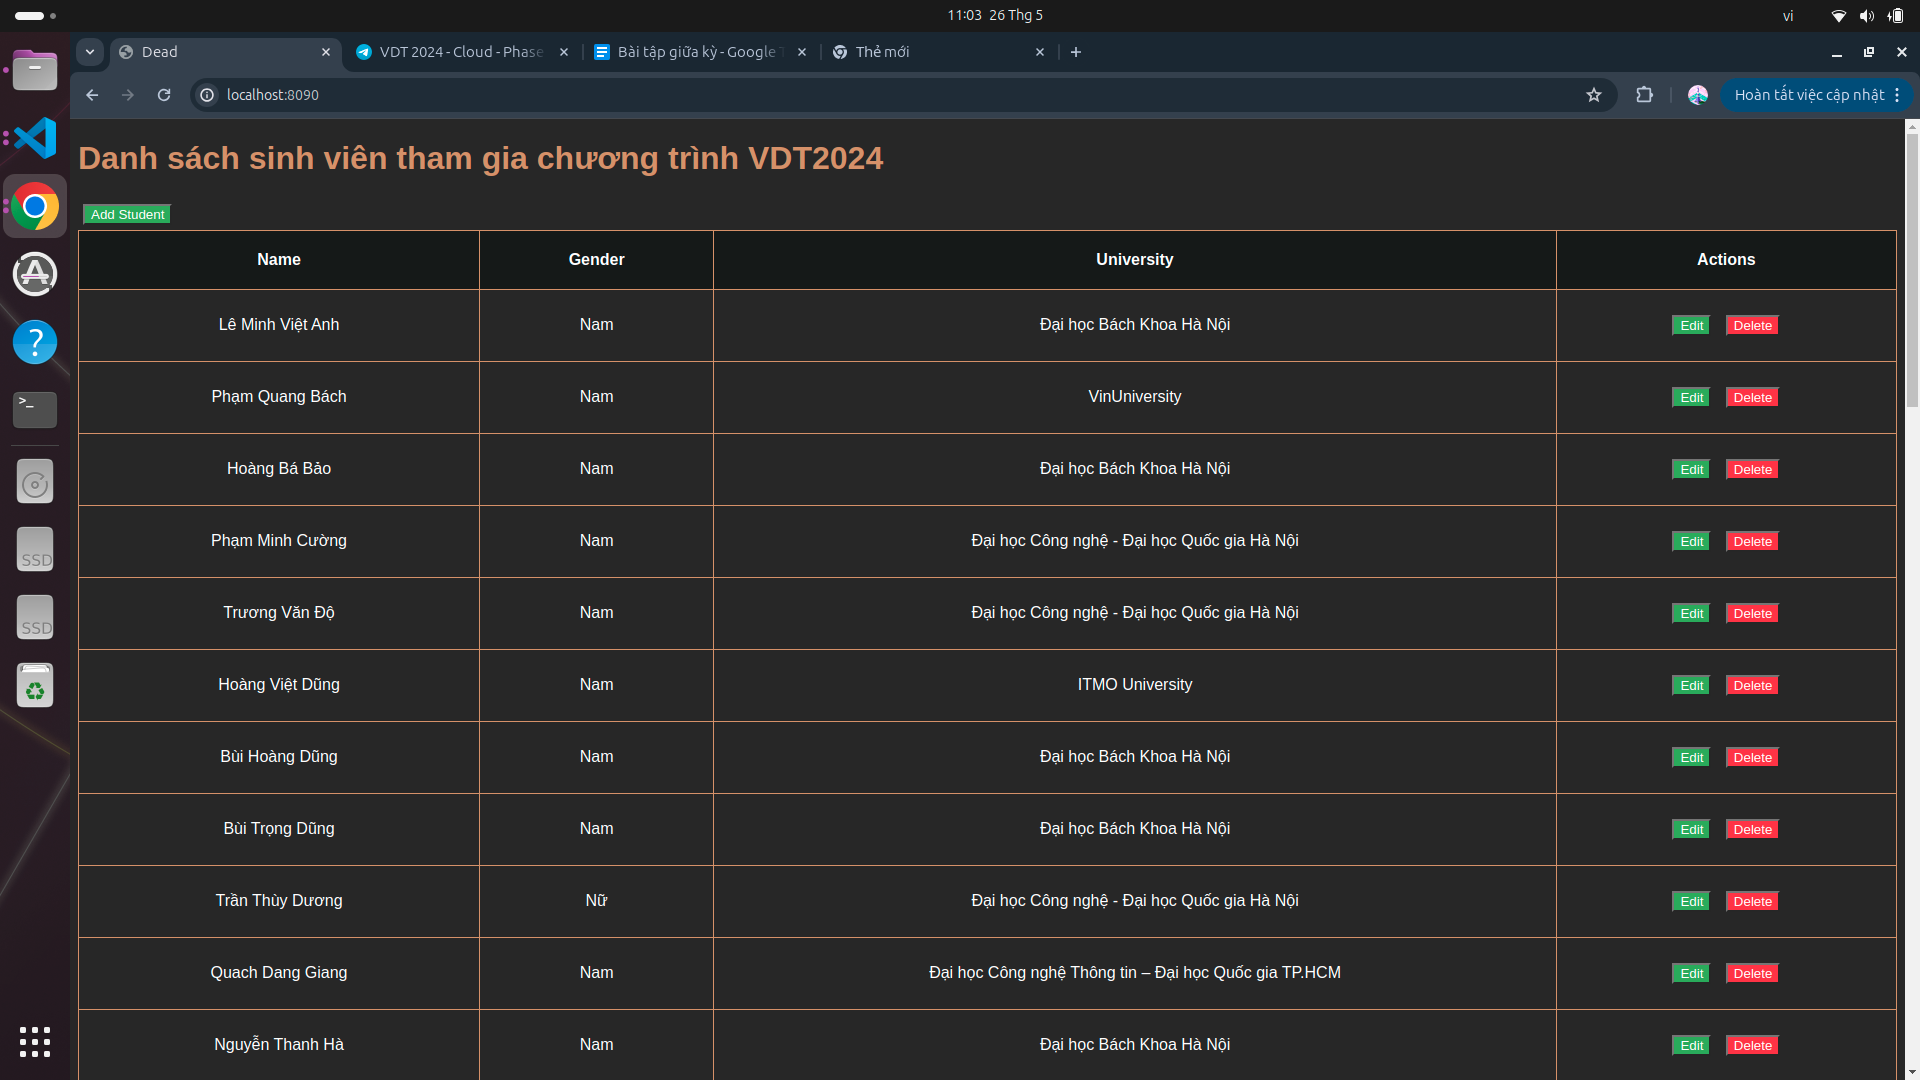 11:03 26 Thg 5
vi
Dead
VDT 2024 - Cloud - Phase
Bài tập giữa kỳ - Google T
Thẻ mới
localhost:8090
Hoàn tất việc cập nhật
Danh sách sinh viên tham gia chương trình VDT2024
Add Student
Name Gender University Actions
Lê Minh Việt Anh Nam Đại học Bách Khoa Hà Nội Edit Delete
Phạm Quang Bách Nam VinUniversity Edit Delete
Hoàng Bá Bảo Nam Đại học Bách Khoa Hà Nội Edit Delete
Phạm Minh Cường Nam Đại học Công nghệ - Đại học Quốc gia Hà Nội Edit Delete
Trương Văn Độ Nam Đại học Công nghệ - Đại học Quốc gia Hà Nội Edit Delete
Hoàng Việt Dũng Nam ITMO University Edit Delete
Bùi Hoàng Dũng Nam Đại học Bách Khoa Hà Nội Edit Delete
Bùi Trọng Dũng Nam Đại học Bách Khoa Hà Nội Edit Delete
Trần Thùy Dương Nữ Đại học Công nghệ - Đại học Quốc gia Hà Nội Edit Delete
Quach Dang Giang Nam Đại học Công nghệ Thông tin – Đại học Quốc gia TP.HCM Edit Delete
Nguyễn Thanh Hà Nam Đại học Bách Khoa Hà Nội Edit Delete
SSD
SSD